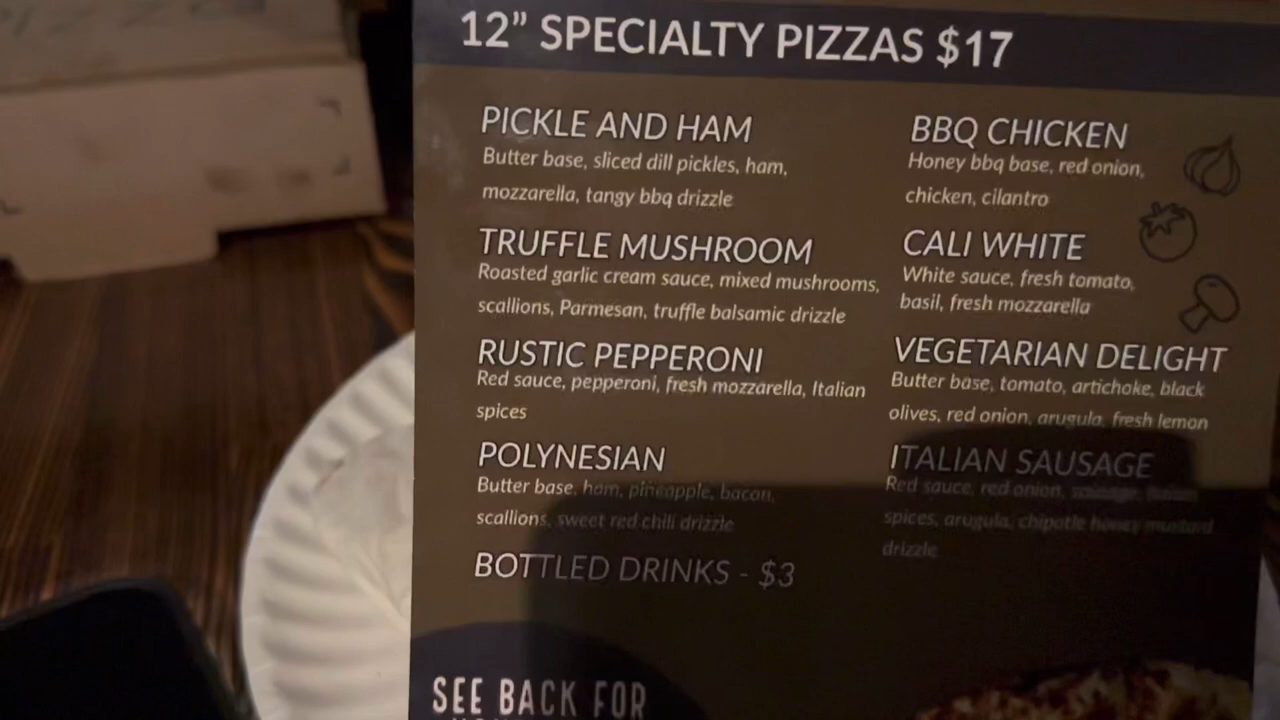 12” SPECIALTY PIZZAS $17
PICKLE AND HAM
Butter base, sliced dill pickles, ham,
mozzarella, tangy bbq drizzle
TRUFFLE MUSHROOM
Roasted garlic cream sauce, mixed mushrooms,
scallions, Parmesan, truffle balsamic drizzle
RUSTIC PEPPERONI
Red sauce, pepperoni, fresh mozzarella, Italian
spices
POLYNESIAN
Butter base, ham, pineapple, bacon,
scallions, sweet red chili drizzle
BOTTLED DRINKS - $3
BBQ CHICKEN
Honey bbq base, red onion,
chicken, cilantro
CALI WHITE
White sauce, fresh tomato,
basil, fresh mozzarella
VEGETARIAN DELIGHT
Butter base, tomato, artichoke, black
olives, red onion, arugula, fresh lemon
ITALIAN SAUSAGE
Red sauce, red onion, sausage, Italian
spices, arugula, chipotle honey mustard
drizzle
SEE BACK FOR